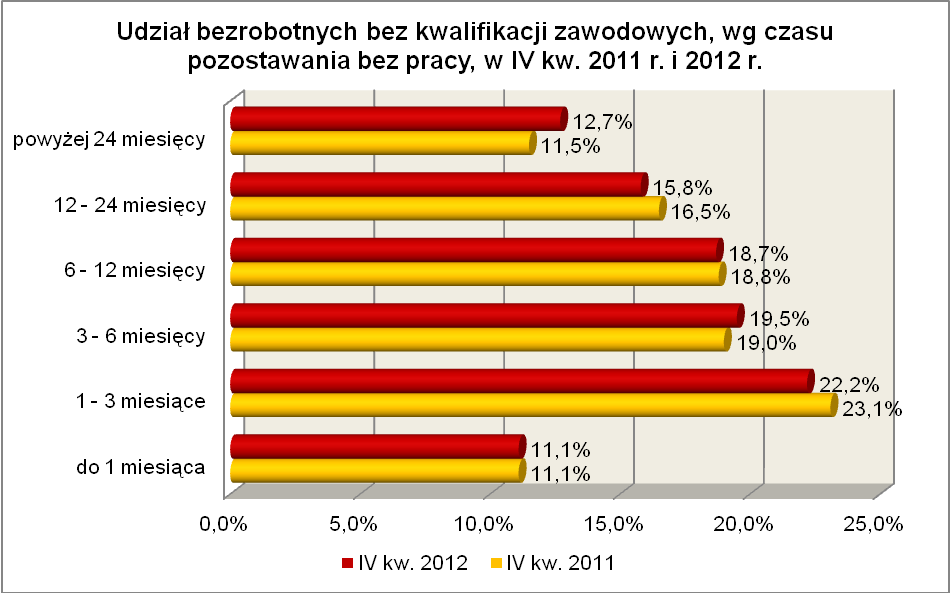 Udział bezrobotnych bez kwalifikacji zawodowych, wg czasu
pozostawania bez pracy, w IV kw. 2011 r. i 2012 r.
powyżej 24 miesięcy
12,7%
11,5%
12 - 24 miesięcy
15,8%
16,5%
6 - 12 miesięcy
18,7%
18,8%
3 - 6 miesięcy
19,5%
19,0%
1 - 3 miesiące
22,2%
23,1%
do 1 miesiąca
11,1%
11,1%
0,0% 5,0% 10,0% 15,0% 20,0% 25,0%
IV kw. 2012 IV kw. 2011